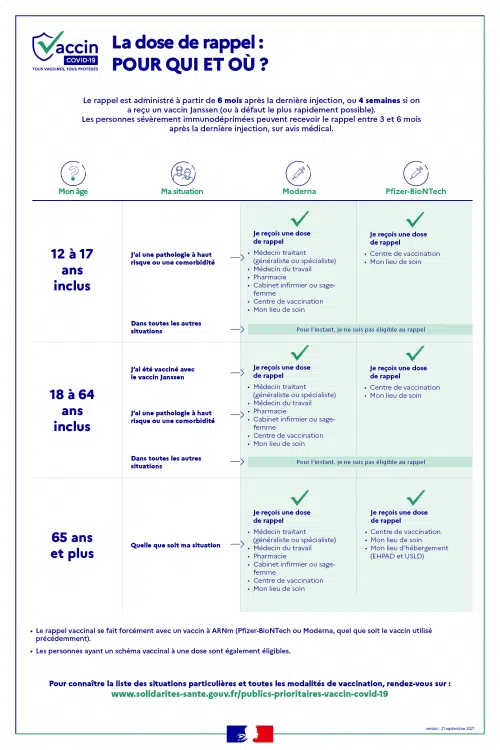 Vaccin
COVID-19
TOUS VACCINÉS, TOUS PROTÉGÉS
La dose de rappel :
POUR QUI ET OÙ ?
Le rappel est administré à partir de 6 mois après la dernière injection, ou 4 semaines si on
a reçu un vaccin Janssen (ou à défaut le plus rapidement possible).
Les personnes sévèrement immunodéprimées peuvent recevoir le rappel entre 3 et 6 mois
après la dernière injection, sur avis médical.
Mon âge
Ma situation
Moderna
Pfizer-BioNTech
12 à 17
ans
inclus
J'ai une pathologie à haut
risque ou une comorbidité
Je reçois une dose
de rappel
• Médecin traitant
(généraliste ou spécialiste)
• Médecin du travail
• Pharmacie
• Cabinet infirmier ou sage-
femme
• Centre de vaccination
• Mon lieu de soin
Je reçois une dose
de rappel
• Centre de vaccination
• Mon lieu de soin
Dans toutes les autres
situations
Pour l'instant, je ne suis pas éligible au rappel
18 à 64
ans
inclus
J'ai été vacciné avec
le vaccin Janssen
J'ai une pathologie à haut
risque ou une comorbidité
Je reçois une dose
de rappel
• Médecin traitant
(généraliste ou spécialiste)
• Médecin du travail
• Pharmacie
• Cabinet infirmier ou sage-
femme
• Centre de vaccination
• Mon lieu de soin
Je reçois une dose
de rappel
• Centre de vaccination
• Mon lieu de soin
Dans toutes les autres
situations
Pour l'instant, je ne suis pas éligible au rappel
65 ans
et plus
Quelle que soit ma situation
Je reçois une dose
de rappel
• Médecin traitant
(généraliste ou spécialiste)
• Médecin du travail
• Pharmacie
• Cabinet infirmier ou sage-
femme
• Centre de vaccination
• Mon lieu de soin
Je reçois une dose
de rappel
• Centre de vaccination
• Mon lieu de soin
• Mon lieu d'hébergement
(EHPAD et USLD)
• Le rappel vaccinal se fait forcément avec un vaccin à ARNm (Pfizer-BioNTech ou Moderna, quel que soit le vaccin utilisé
précédemment).
• Les personnes ayant un schéma vaccinal à une dose sont également éligibles.
Pour connaître la liste des situations particulières et toutes les modalités de vaccination, rendez-vous sur :
www.solidarites-sante.gouv.fr/publics-prioritaires-vaccin-covid-19
version : 21 septembre 2021